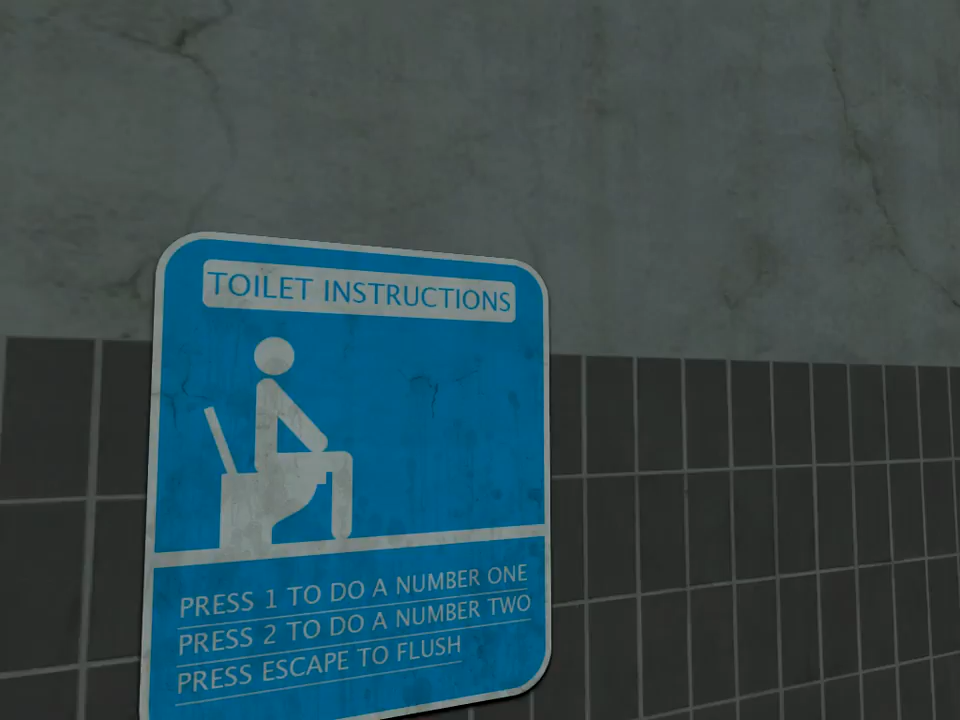 TOILET INSTRUCTIONS
PRESS 1 TO DO A NUMBER ONE
PRESS 2 TO DO A NUMBER TWO
PRESS ESCAPE TO FLUSH